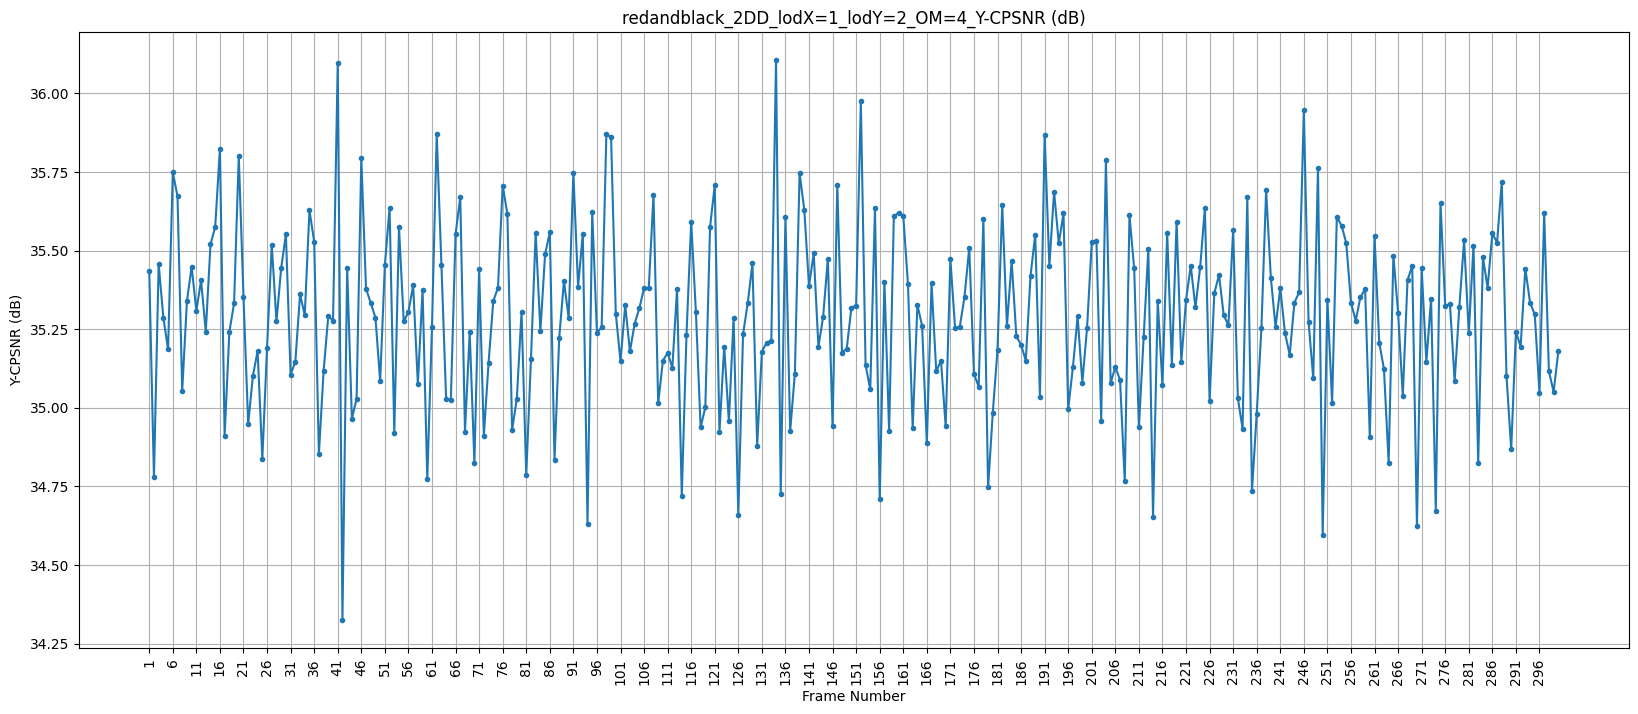 redandblack_2DD_lodX=1_lodY=2_OM=4_Y-CPSNR (dB)
Y-CPSNR (dB)
36.00
35.75
35.50
35.25
35.00
34.75
34.50
34.25
1 6 11 16 21 26 31 36 41 46 51 56 61 66 71 76 81 86 91 96 101 106 111 116 121 126 131 136 141 146 151 156 161 166 171 176 181 186 191 196 201 206 211 216 221 226 231 236 241 246 251 256 261 266 271 276 281 286 291 296
Frame Number